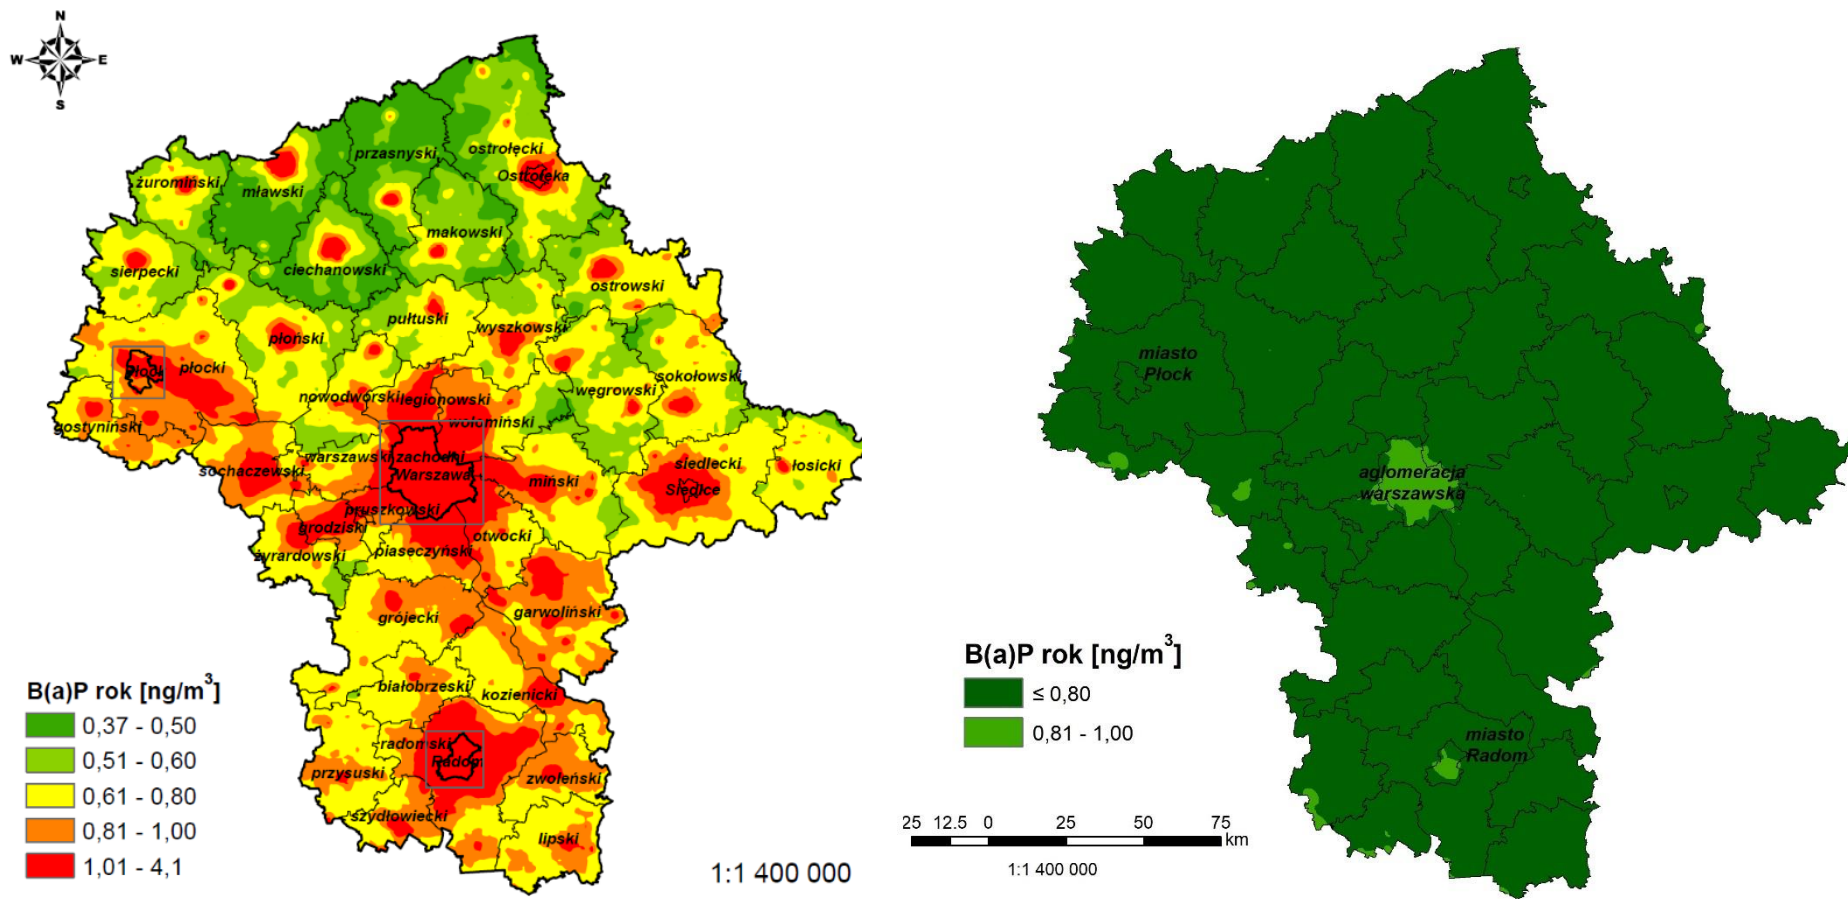 N
W E
S
przasnyski
ostrołęcki
Ostrołęka
żuromiński
mławski
makowski
sierpecki
ciechanowski
ostrowski
pułtuski
wyszkowski
płoński
Płock
płocki
sokołowski
węgrowski
nowodworski
legionowski
gostyniński
wołomiński
warszawski zachodni
siedlecki
łosicki
sochaczewski
Warszawa
miński
Siedlce
pruszkowski
grodziski
otwocki
żyrardowski
piaseczyński
garwoliński
grójecki
białobrzeski
kozienicki
radomski
Radom
przysuski
zwoleński
szydłowiecki
lipski
B(a)P rok [ng/m³]
0,37 - 0,50
0,51 - 0,60
0,61 - 0,80
0,81 - 1,00
1,01 - 4,1
1:1 400 000
miasto
Płock
aglomeracja
warszawska
miasto
Radom
B(a)P rok [ng/m³]
≤ 0,80
0,81 - 1,00
25 12.5 0 25 50 75
km
1:1 400 000